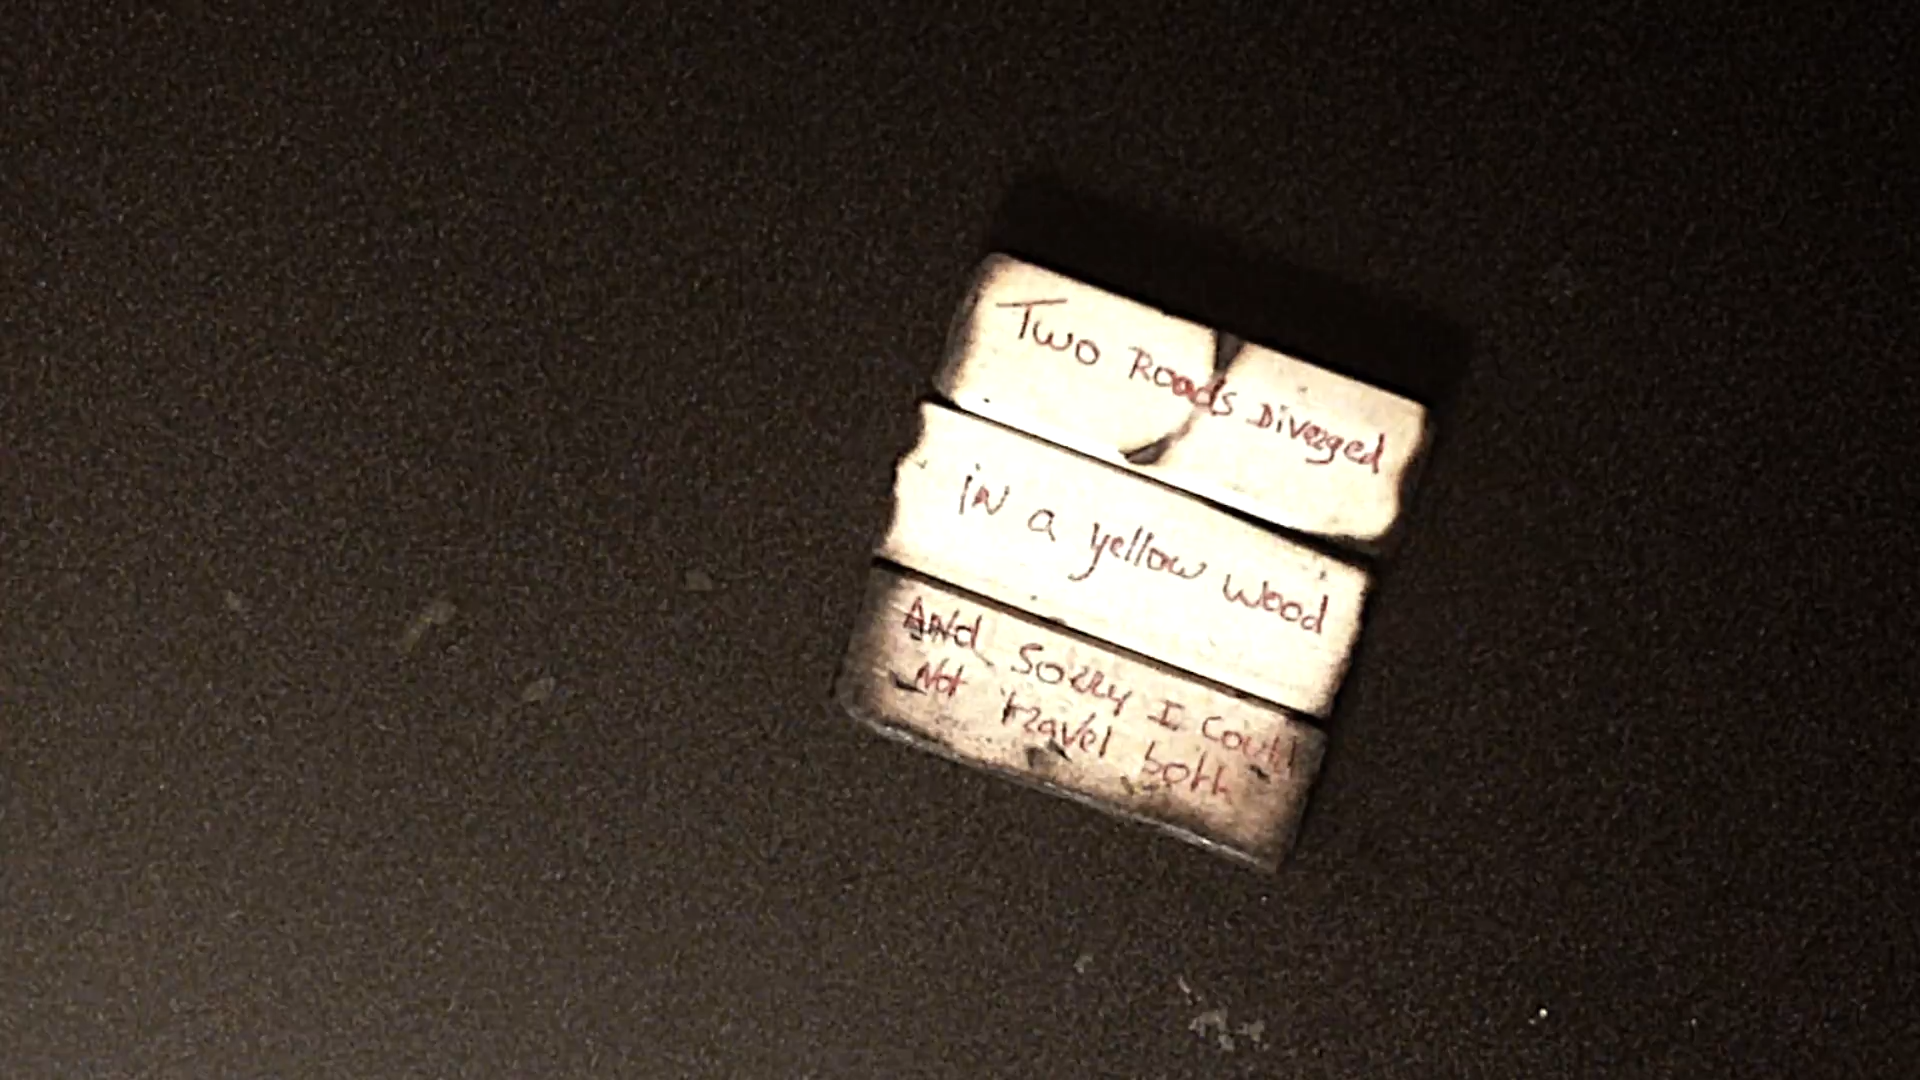 Two Roads Diverged
iN a yellow wood
ANd Sorry I Could
Not travel both